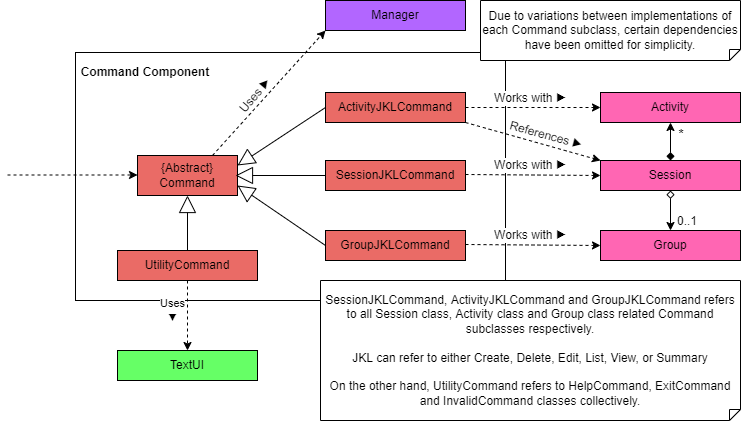 Manager
Due to variations between implementations of
each Command subclass, certain dependencies
have been omitted for simplicity.
Command Component
Uses
ActivityJKLCommand
Works with
Activity
References
*
{Abstract}
Command
SessionJKLCommand
Works with
Session
0..1
GroupJKLCommand
Works with
Group
UtilityCommand
Uses
TextUI
SessionJKLCommand, ActivityJKLCommand and GroupJKLCommand refers
to all Session class, Activity class and Group class related Command
subclasses respectively.
JKL can refer to either Create, Delete, Edit, List, View, or Summary
On the other hand, UtilityCommand refers to HelpCommand, ExitCommand
and InvalidCommand classes collectively.